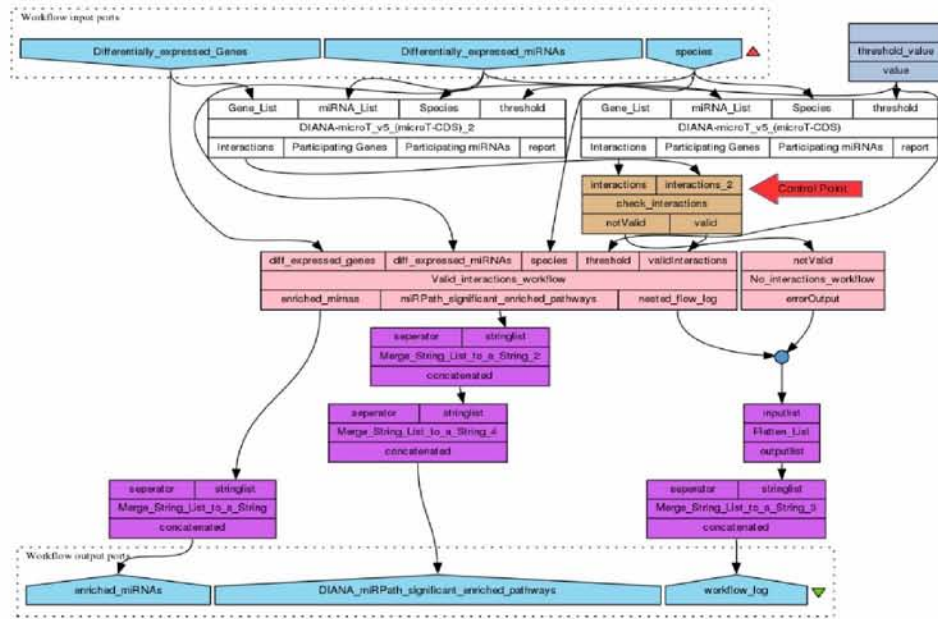 Workflow input ports
Differentially_expressed_Genes
Differentially_expressed_miRNAs
species
threshold_value
value
Gene_List miRNA_List Species threshold
DIANA-microT_v5_(microT-CDS)_2
Interactions Participating Genes Participating miRNAs report
Gene_List miRNA_List Species threshold
DIANA-microT_v5_(microT-CDS)
Interactions Participating Genes Participating miRNAs report
interactions interactions_2
check_interactions
notValid valid
Control Point
diff_expressed_genes diff_expressed_miRNAs species threshold validInteractions
Valid_interactions_workflow
enriched_mirnas miRPath_significant_enriched_pathways nested_flow_log
notValid
No_interactions_workflow
errorOutput
seperator stringlist
Merge_String_List_to_a_String_2
concatenated
seperator stringlist
Merge_String_List_to_a_String_4
concatenated
inputlist
Flatten_List
outputlist
seperator stringlist
Merge_String_List_to_a_String
concatenated
seperator stringlist
Merge_String_List_to_a_String_3
concatenated
Workflow output ports
enriched_miRNAs
DIANA_miRPath_significant_enriched_pathways
workflow_log